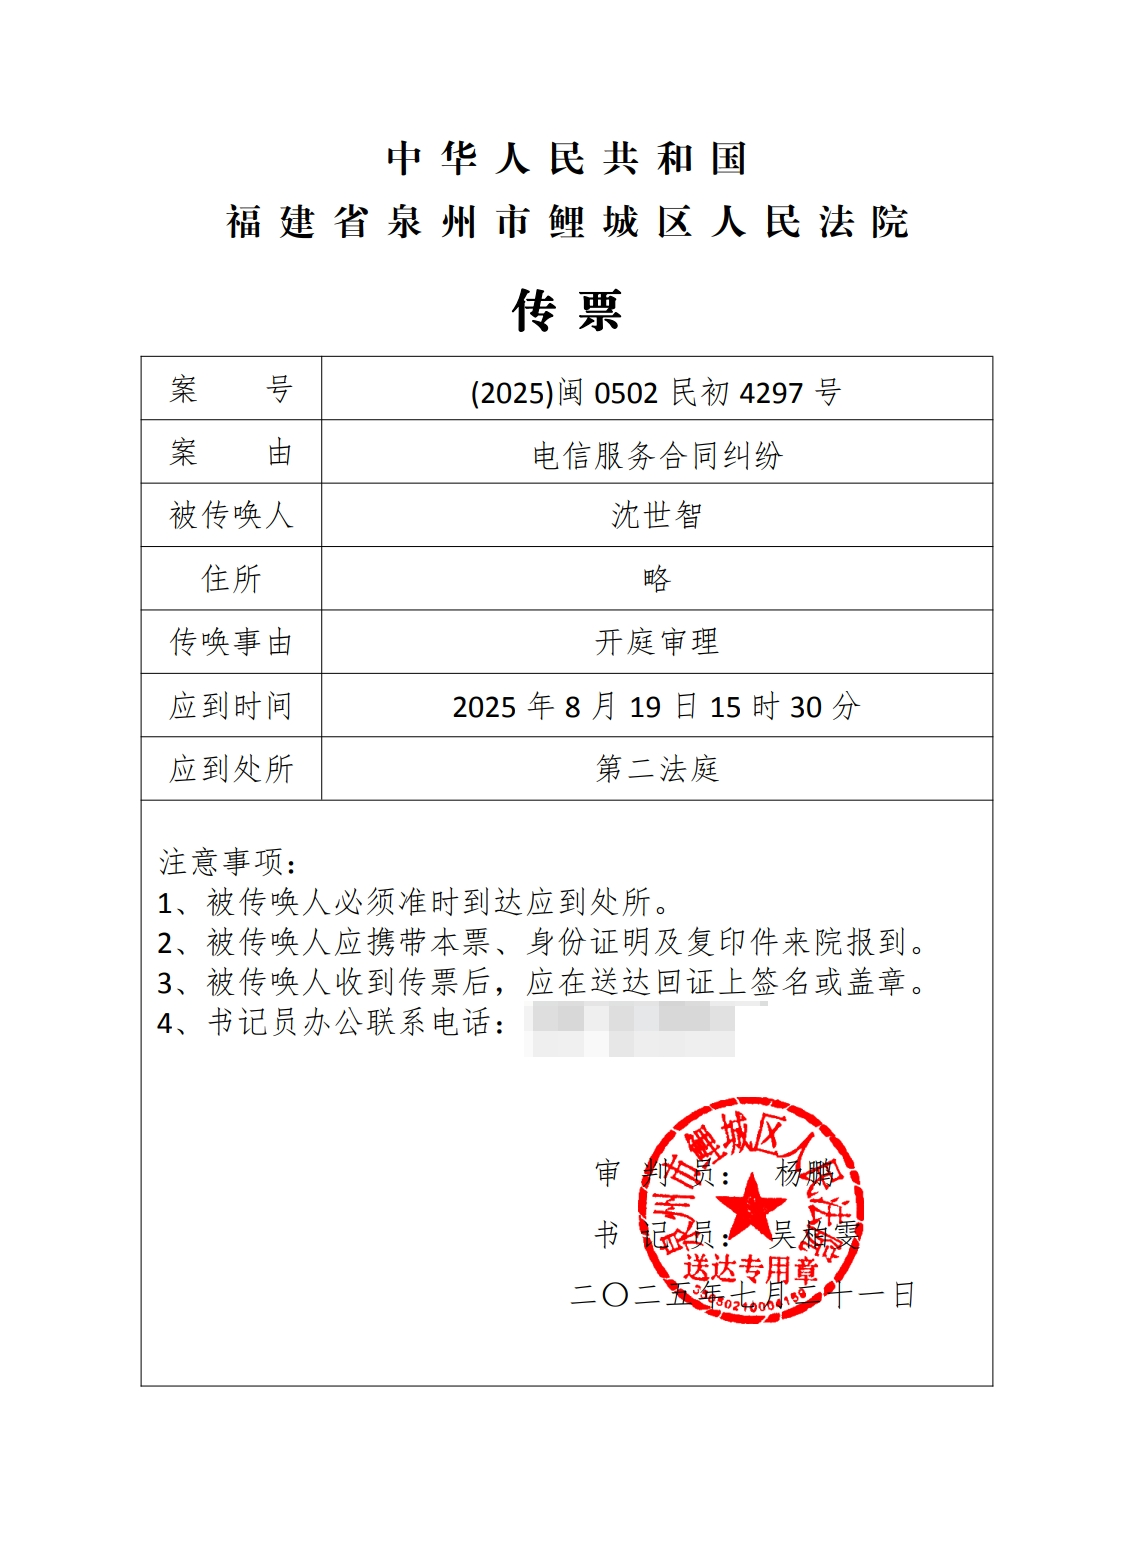 中华人民共和国
福建省泉州市鲤城区人民法院
传票
案 号 (2025)闽 0502 民初 4297 号
案 由 电信服务合同纠纷
被传唤人 沈世智
住所 略
传唤事由 开庭审理
应到时间 2025 年 8 月 19 日 15 时 30 分
应到处所 第二法庭
注意事项:
1、被传唤人必须准时到达应到处所。
2、被传唤人应携带本票、身份证明及复印件来院报到。
3、被传唤人收到传票后,应在送达回证上签名或盖章。
4、书记员办公联系电话:
审 判 员: 杨鹏
书 记 员: 吴柏雯
二〇二五年七月二十一日
泉州市鲤城区人民法院
送达专用章